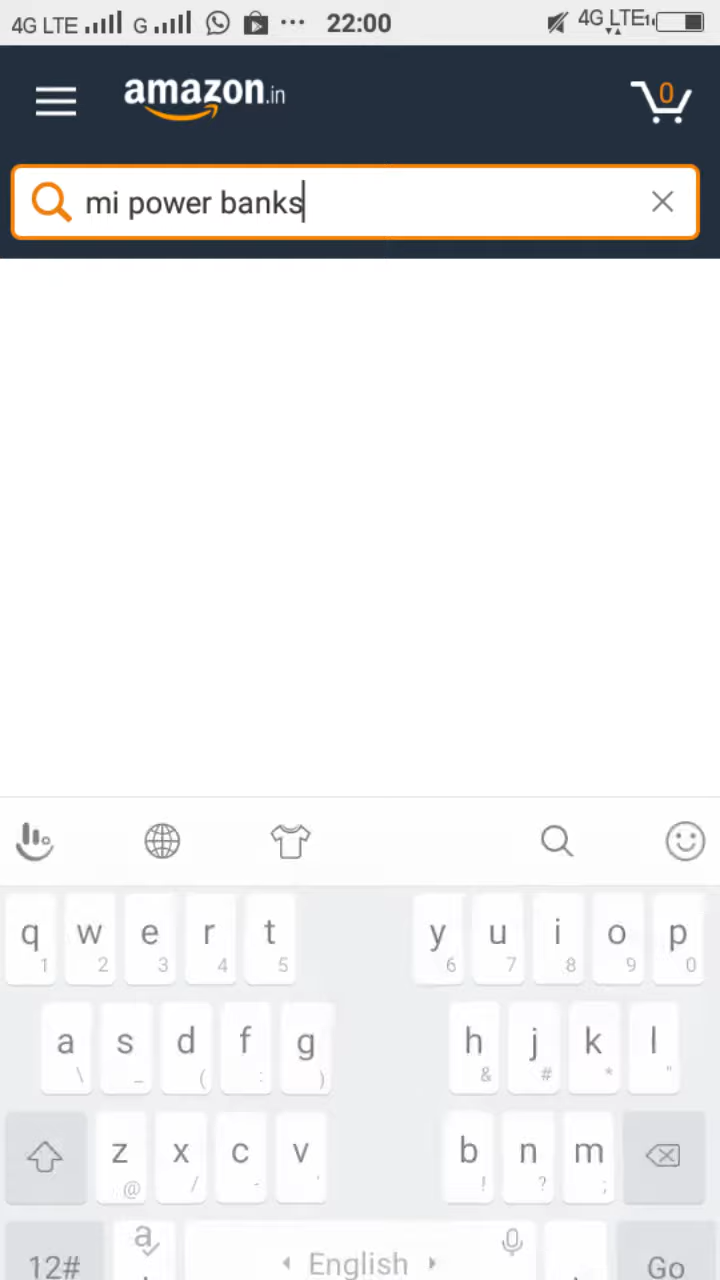 4G LTE G ... 22:00 4G LTE 1
amazon.in 0
mi power banks
q w e r t y u i o p
1 2 3 4 5 6 7 8 9 0
a s d f g h j k l
\ _ ( : ) & # * "
z x c v b n m
@ / - ' ! ? ;
12# a English , Go
.